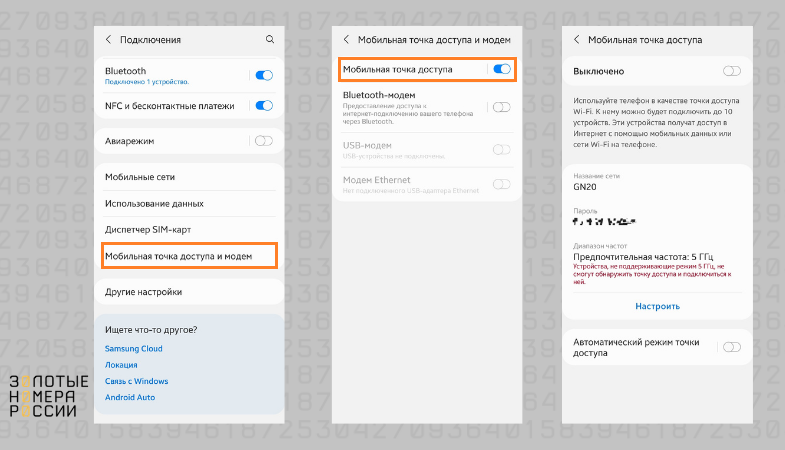 Подключения
Bluetooth
Подключено 1 устройство.
NFC и бесконтактные платежи
Авиарежим
Мобильные сети
Использование данных
Диспетчер SIM-карт
Мобильная точка доступа и модем
Другие настройки
Ищете что-то другое?
Samsung Cloud
Локация
Связь с Windows
Android Auto
Мобильная точка доступа и модем
Мобильная точка доступа
Bluetooth-модем
Предоставление доступа к
интернет-подключению вашего телефона
через Bluetooth.
USB-модем
USB-устройства не подключены.
Модем Ethernet
Нет подключенного USB-адаптера Ethernet
Мобильная точка доступа
Выключено
Используйте телефон в качестве точки доступа
Wi-Fi. К нему можно будет подключить до 10
устройств. Эти устройства получат доступ в
Интернет с помощью мобильных данных или
сети Wi-Fi на телефоне.
Название сети
GN20
Пароль
Диапазон частот
Предпочтительная частота: 5 ГГц
Устройства, не поддерживающие режим 5 ГГц, не
смогут обнаружить точку доступа и подключиться к
ней.
Настроить
Автоматический режим точки
доступа
ЗОЛОТЫЕ
НОМЕРА
РОССИИ